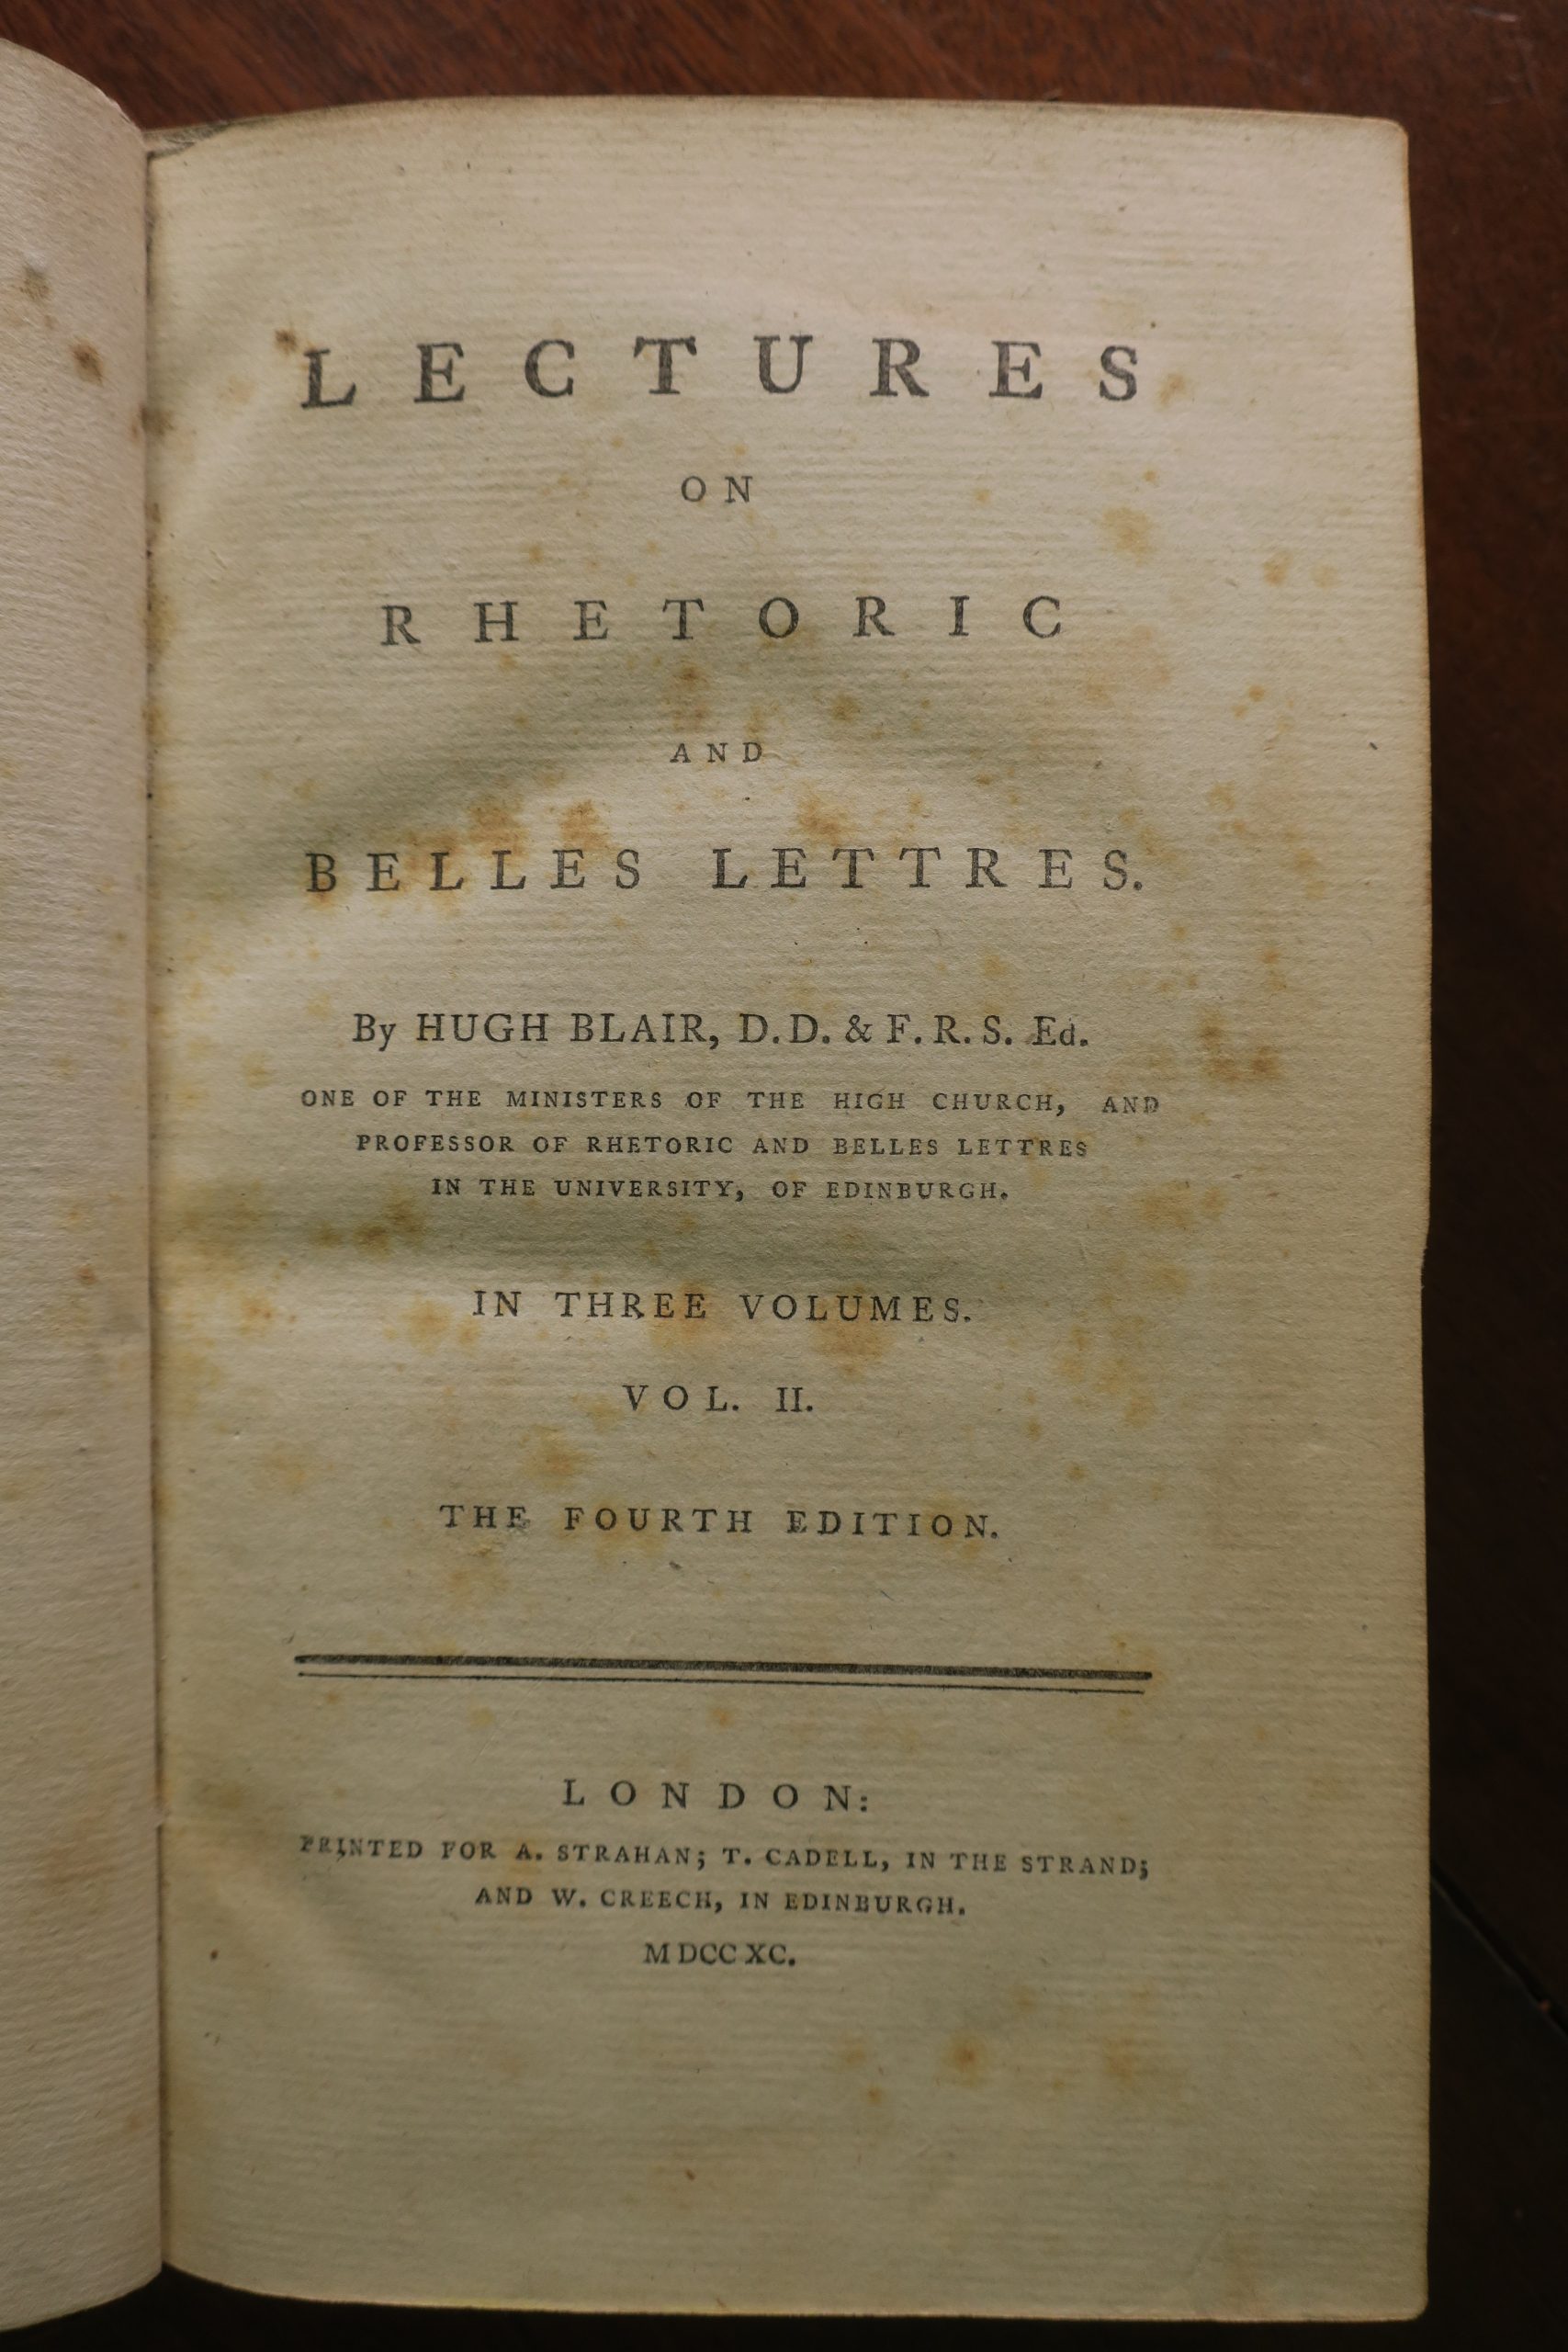 LECTURES
ON
RHETORIC
AND
BELLES LETTRES.
By HUGH BLAIR, D.D. & F.R.S. Ed.
ONE OF THE MINISTERS OF THE HIGH CHURCH, AND
PROFESSOR OF RHETORIC AND BELLES LETTRES
IN THE UNIVERSITY, OF EDINBURGH.
IN THREE VOLUMES.
VOL. II.
THE FOURTH EDITION.
LONDON:
PRINTED FOR A. STRAHAN; T. CADELL, IN THE STRAND;
AND W. CREECH, IN EDINBURGH.
MDCCXC.